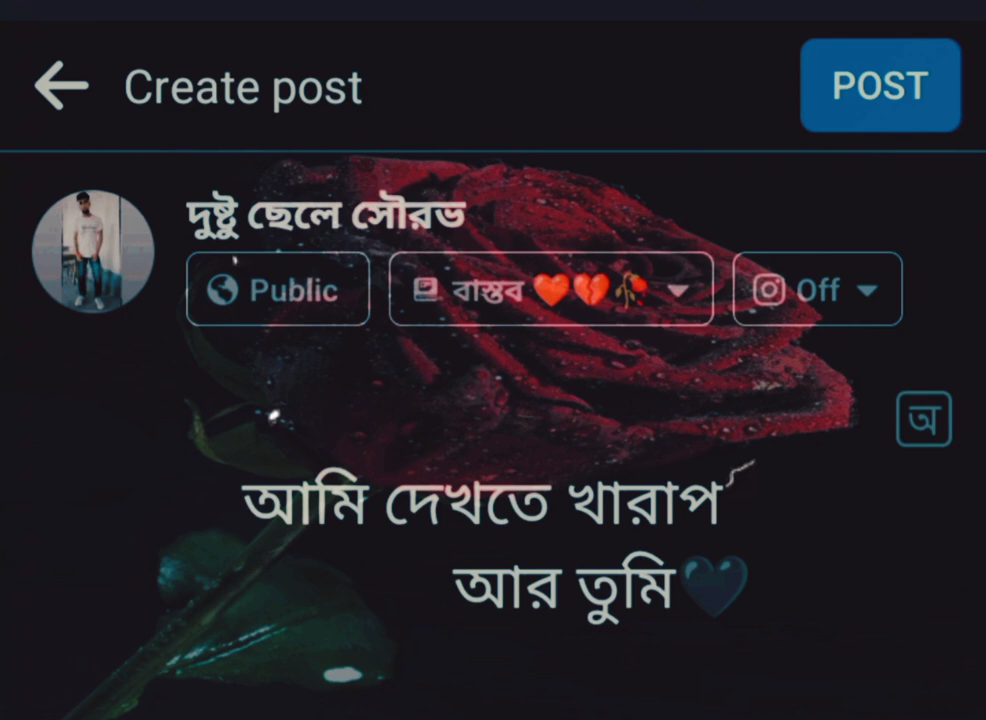 Create post
POST
দুষ্টু ছেলে সৌরভ
Public
বাস্তব ❤️💔🥀
Off
অ
আমি দেখতে খারাপ
আর তুমি🖤